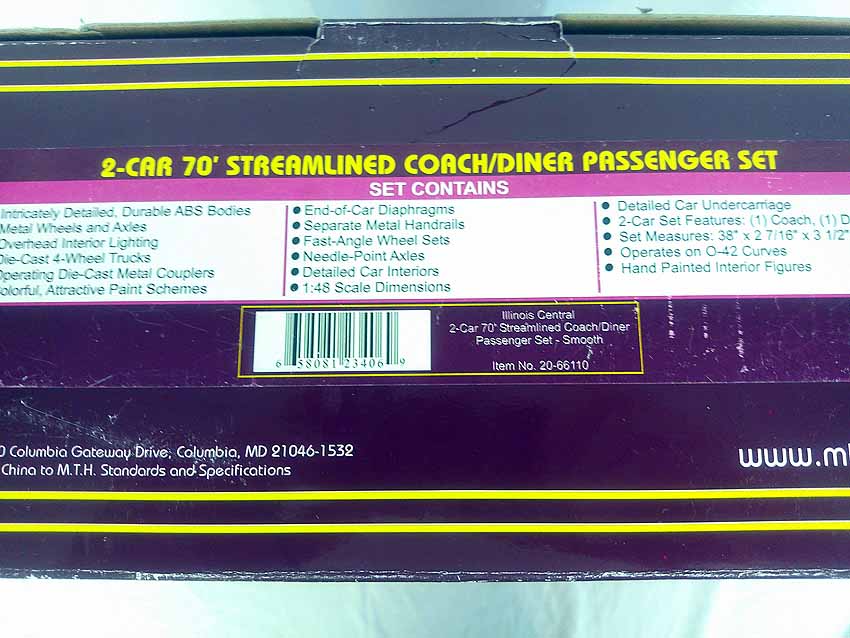 2-CAR 70' STREAMLINED COACH/DINER PASSENGER SET
SET CONTAINS
Intricately Detailed, Durable ABS Bodies
Metal Wheels and Axles
Overhead Interior Lighting
Die-Cast 4-Wheel Trucks
Operating Die-Cast Metal Couplers
Colorful, Attractive Paint Schemes
● End-of-Car Diaphragms
● Separate Metal Handrails
● Fast-Angle Wheel Sets
● Needle-Point Axles
● Detailed Car Interiors
● 1:48 Scale Dimensions
● Detailed Car Undercarriage
● 2-Car Set Features: (1) Coach, (1) D
● Set Measures: 38" x 2 7/16" x 3 1/2"
● Operates on O-42 Curves
● Hand Painted Interior Figures
6 58081 23406 9
Illinois Central
2-Car 70' Streamlined Coach/Diner
Passenger Set - Smooth
Item No. 20-66110
0 Columbia Gateway Drive, Columbia, MD 21046-1532
China to M.T.H. Standards and Specifications
www.m